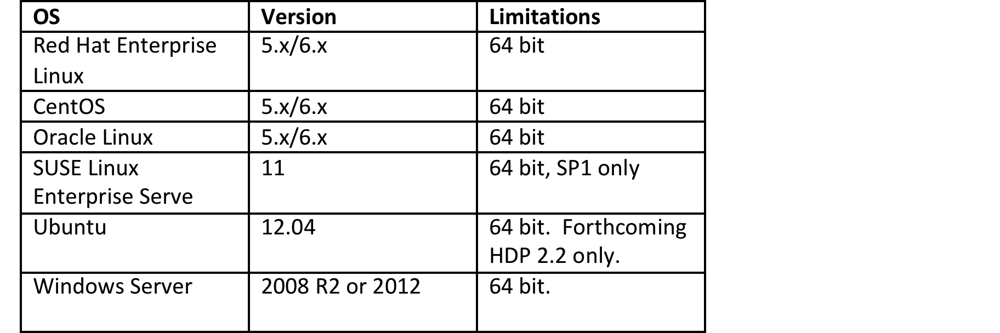 OS Version Limitations
Red Hat Enterprise 5.x/6.x 64 bit
Linux
CentOS 5.x/6.x 64 bit
Oracle Linux 5.x/6.x 64 bit
SUSE Linux 11 64 bit, SP1 only
Enterprise Serve
Ubuntu 12.04 64 bit.  Forthcoming
HDP 2.2 only.
Windows Server 2008 R2 or 2012 64 bit.